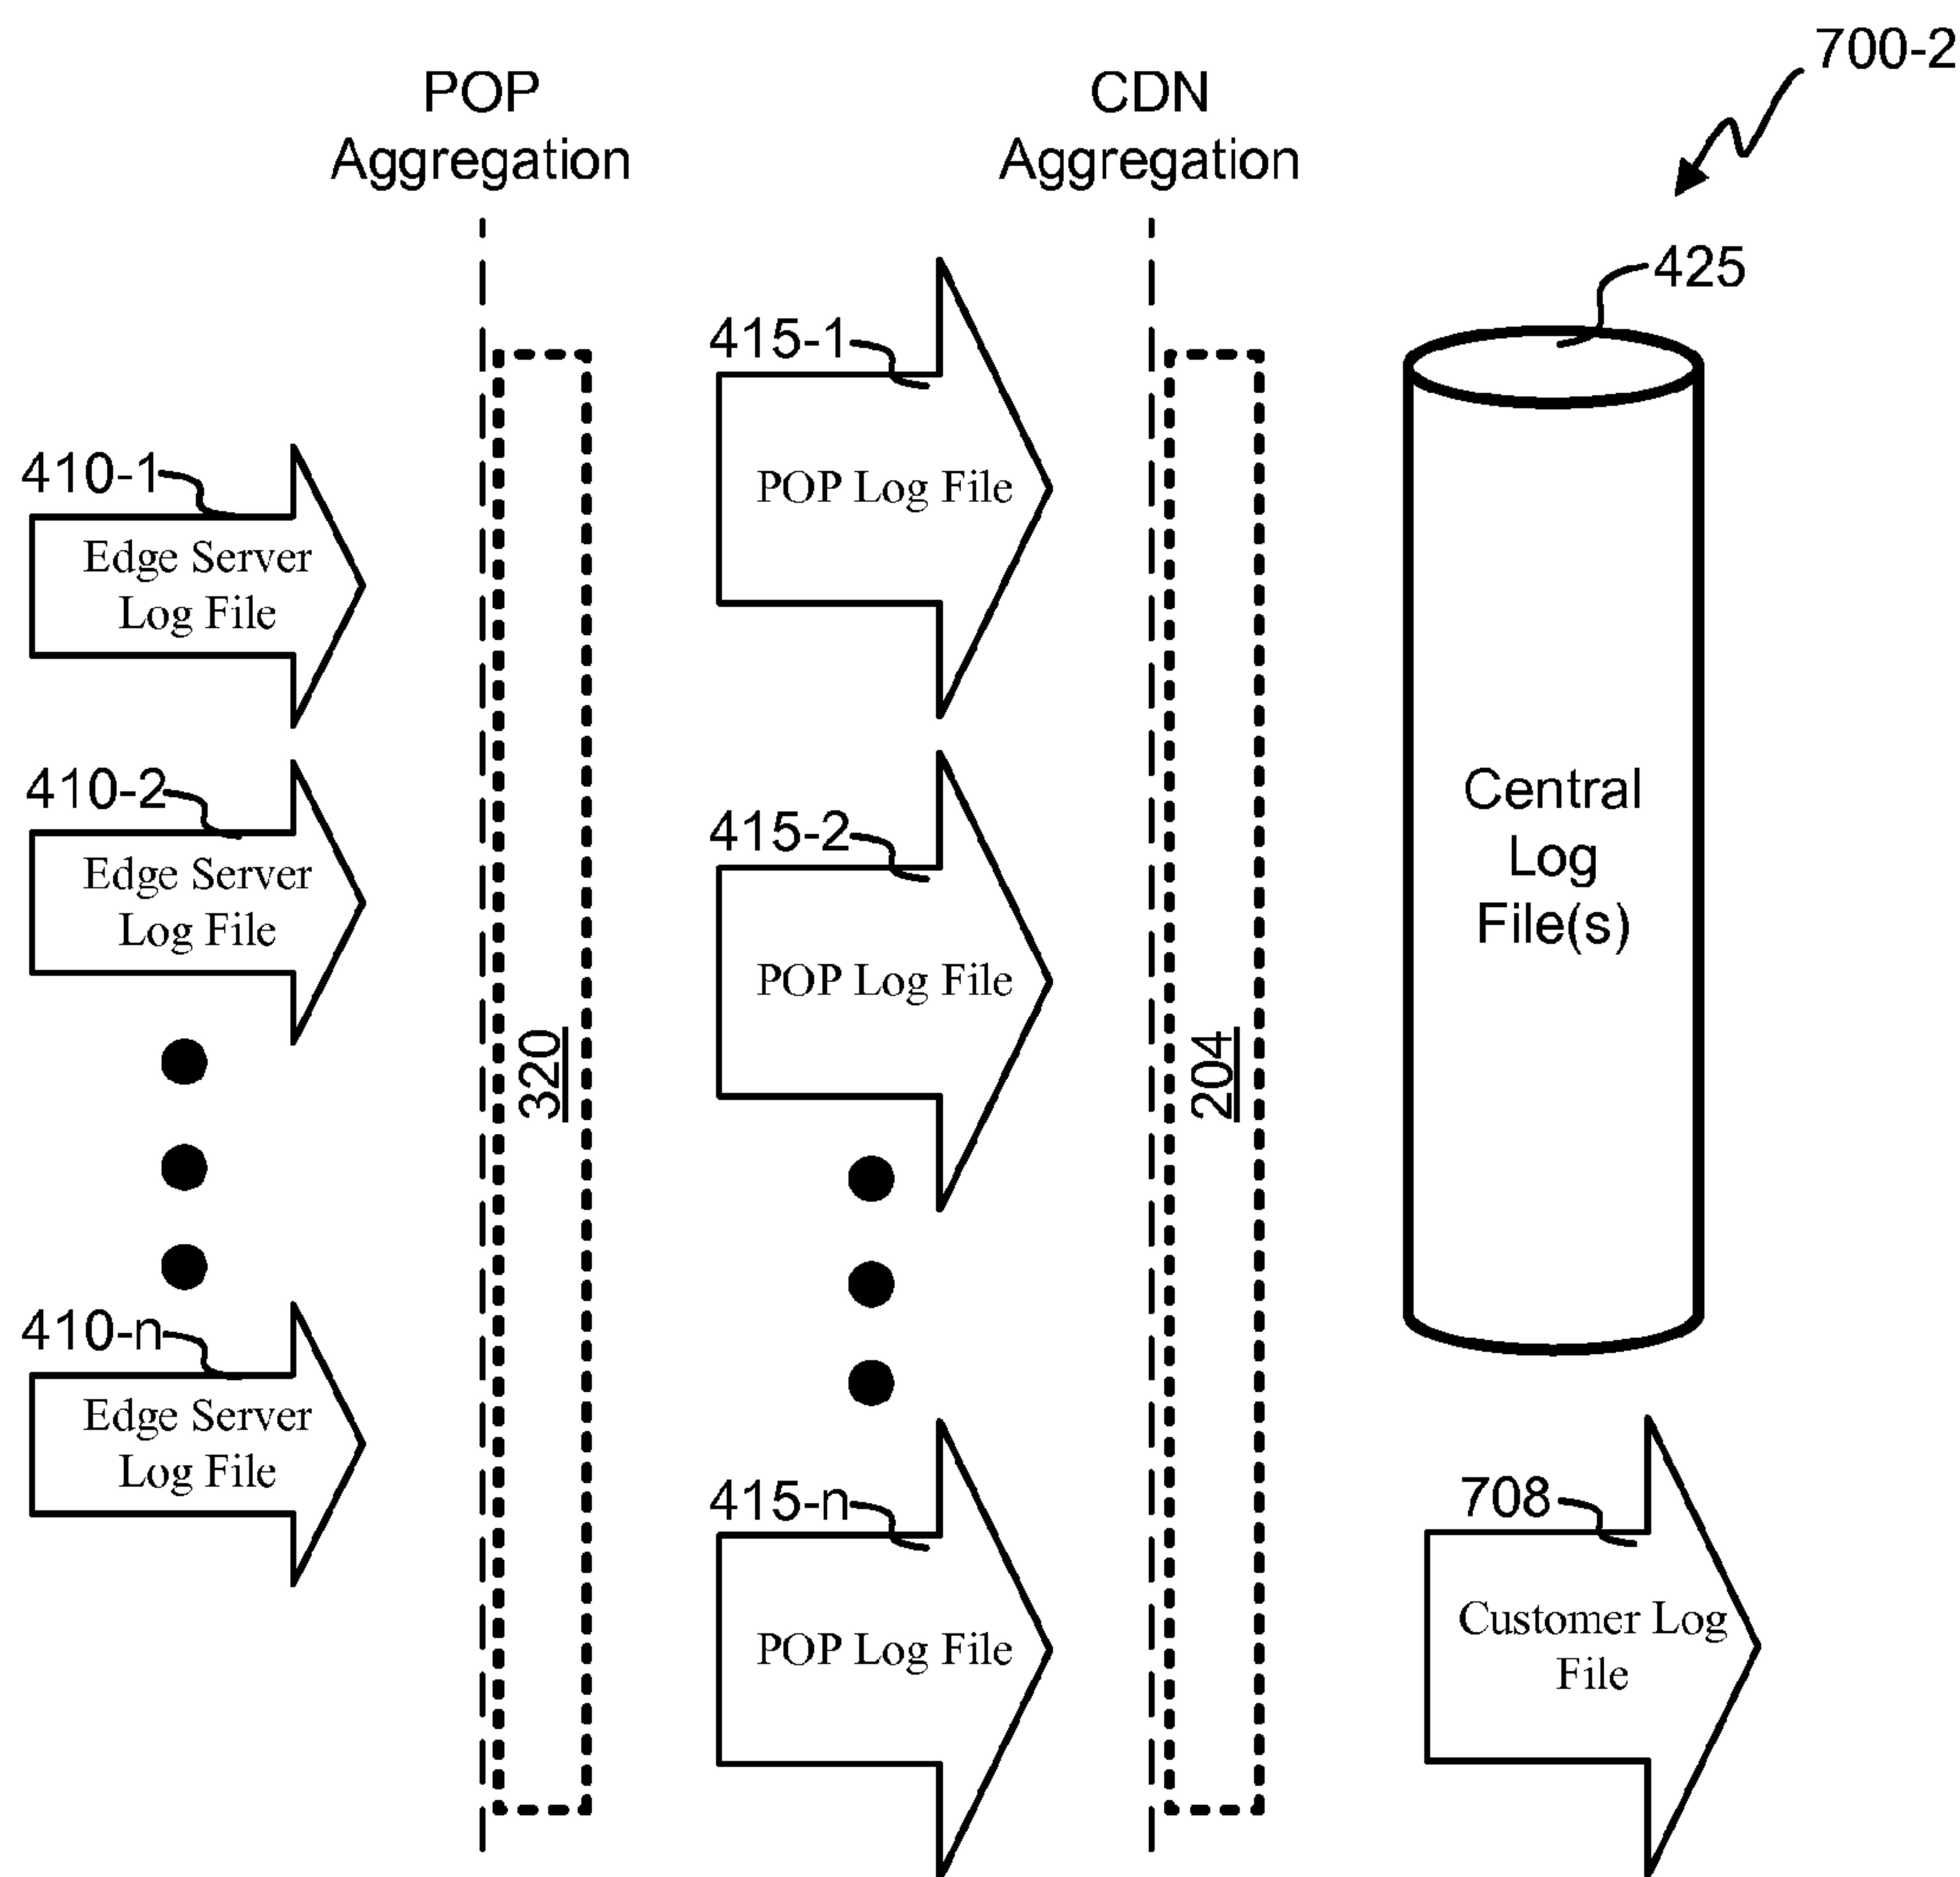 700-2
POP
Aggregation
CDN
Aggregation
425
415-1
POP Log File
410-1
Edge Server
Log File
410-2
Edge Server
Log File
415-2
POP Log File
Central
Log
File(s)
320
204
410-n
Edge Server
Log File
415-n
POP Log File
708
Customer Log
File